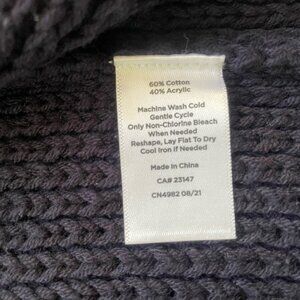 60% Cotton
40% Acrylic
Machine Wash Cold
Gentle Cycle
Only Non-Chlorine Bleach
When Needed
Reshape, Lay Flat To Dry
Cool Iron if Needed
Made in China
CA# 23147
CN4982 08/21